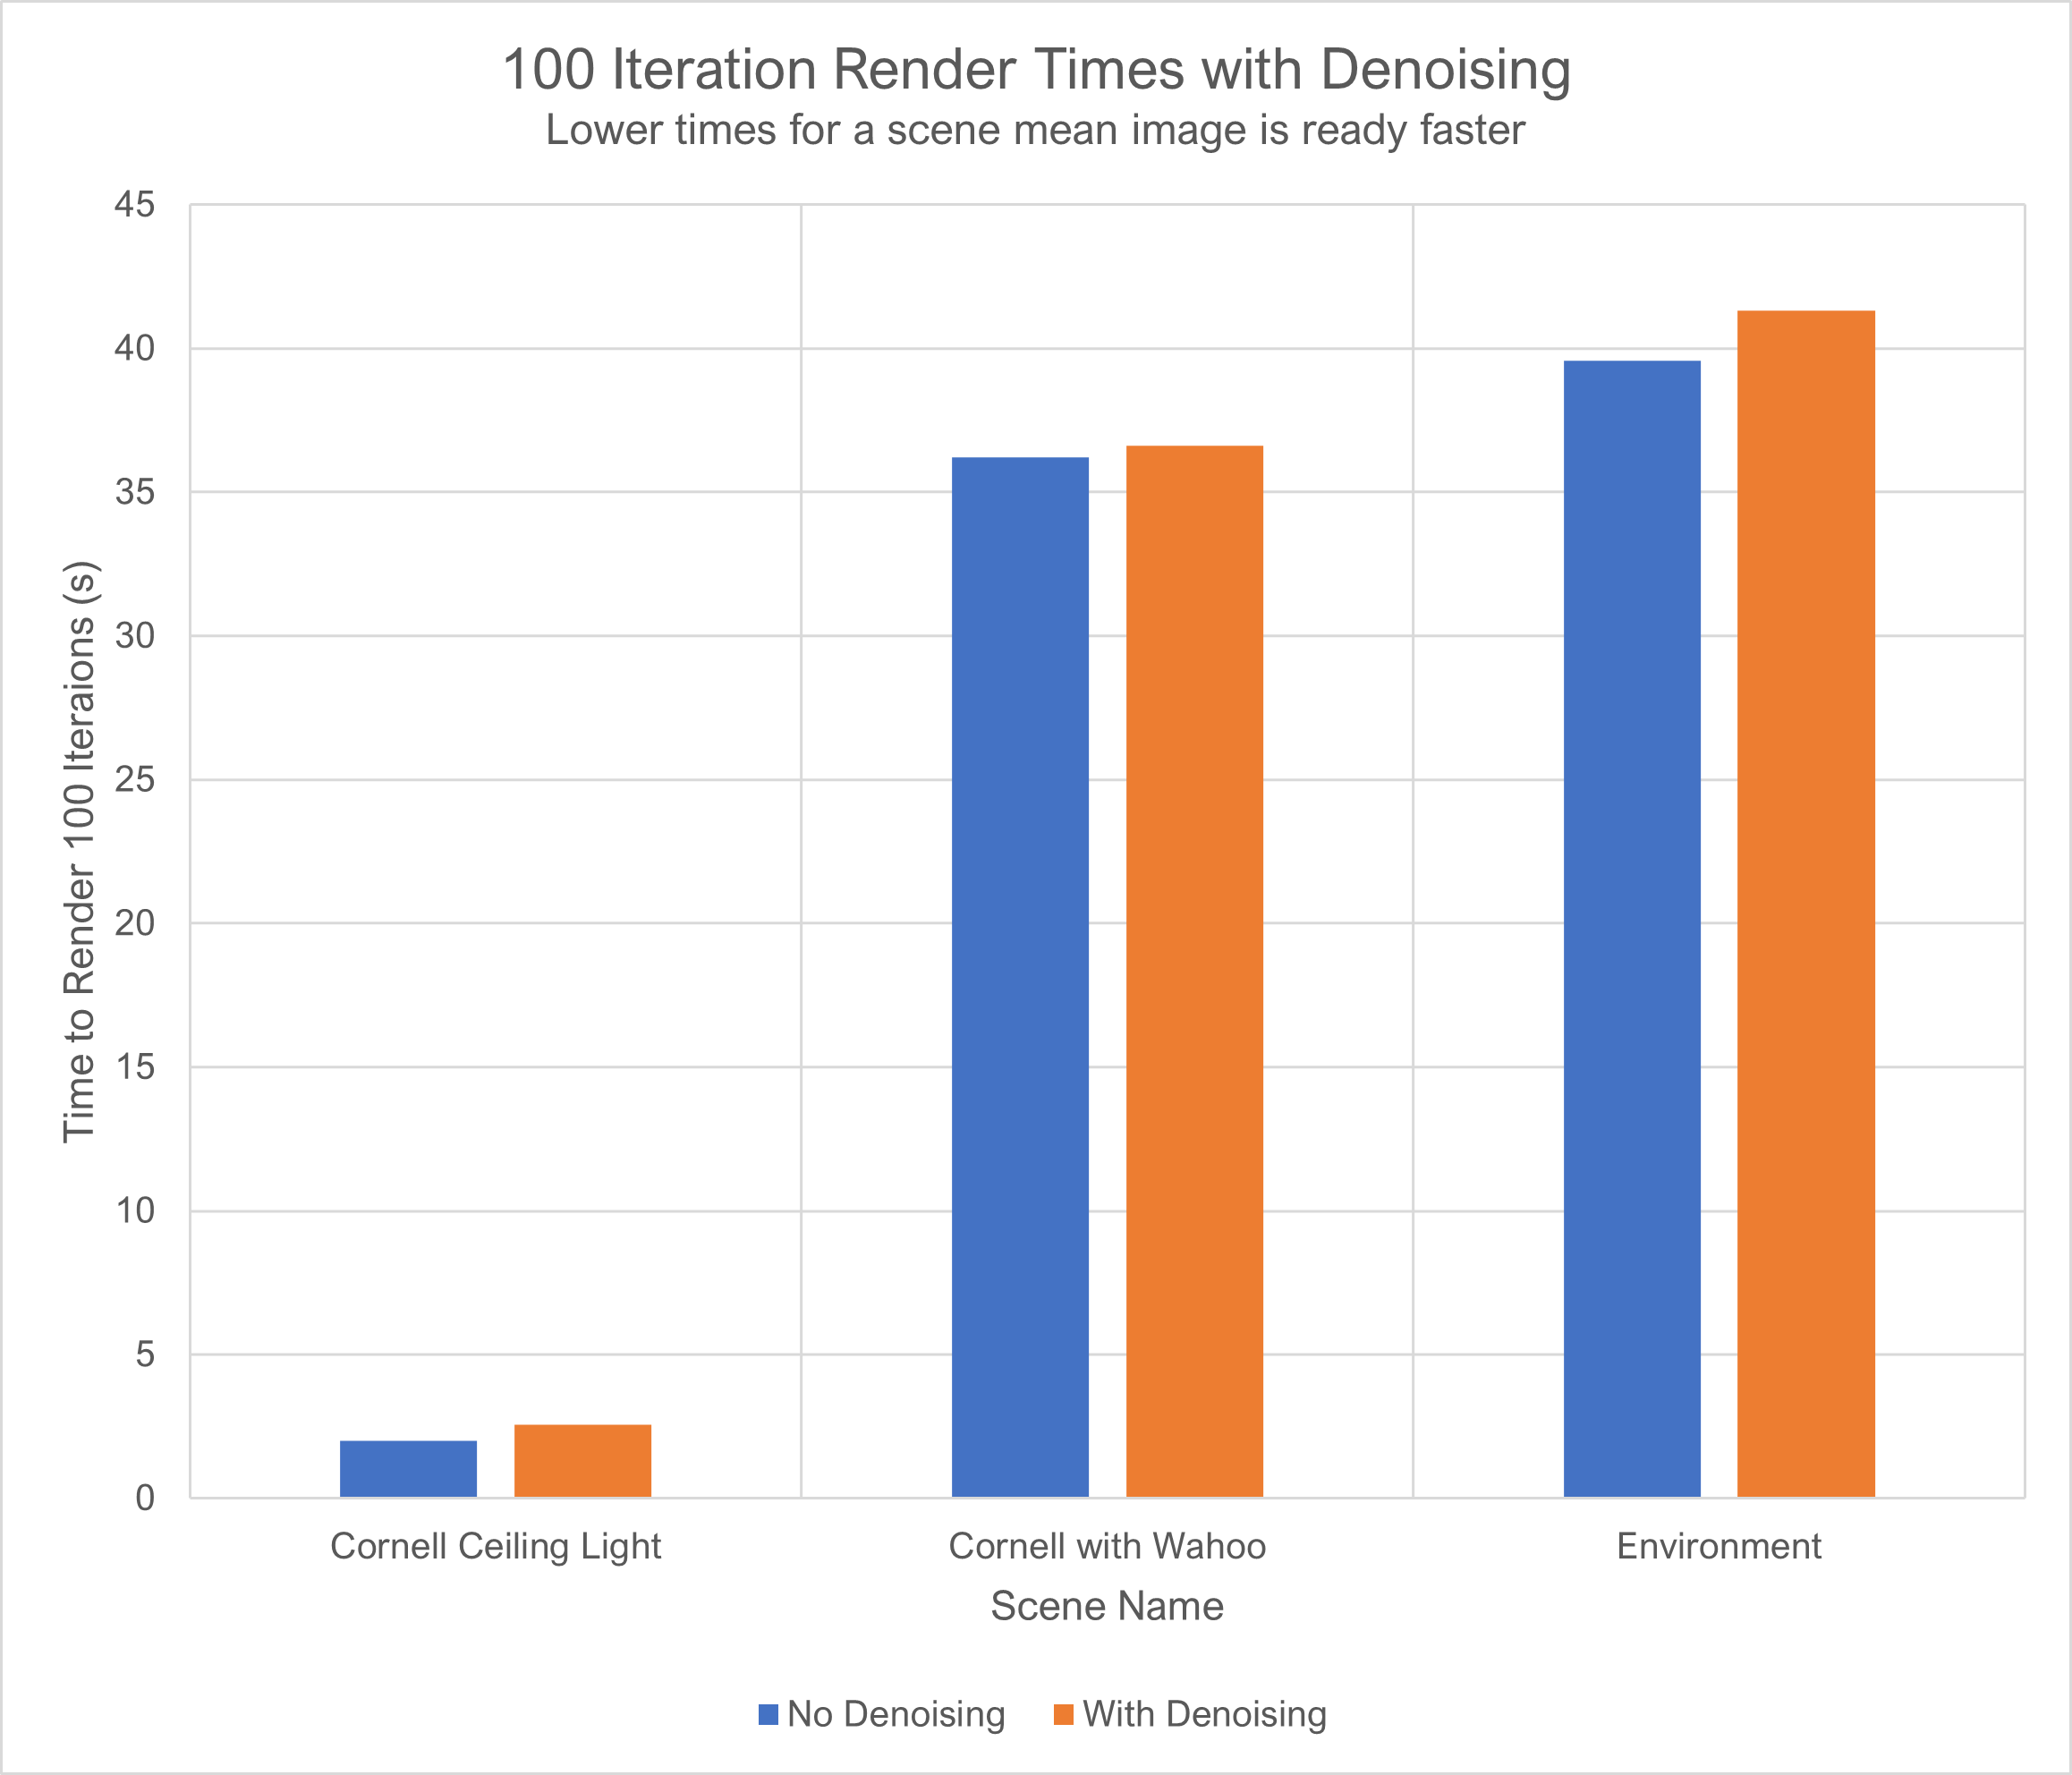 100 Iteration Render Times with Denoising
Lower times for a scene mean image is ready faster
Time to Render 100 Iteraions (s)
45
40
35
30
25
20
15
10
5
0
Cornell Ceiling Light
Cornell with Wahoo
Environment
Scene Name
No Denoising
With Denoising